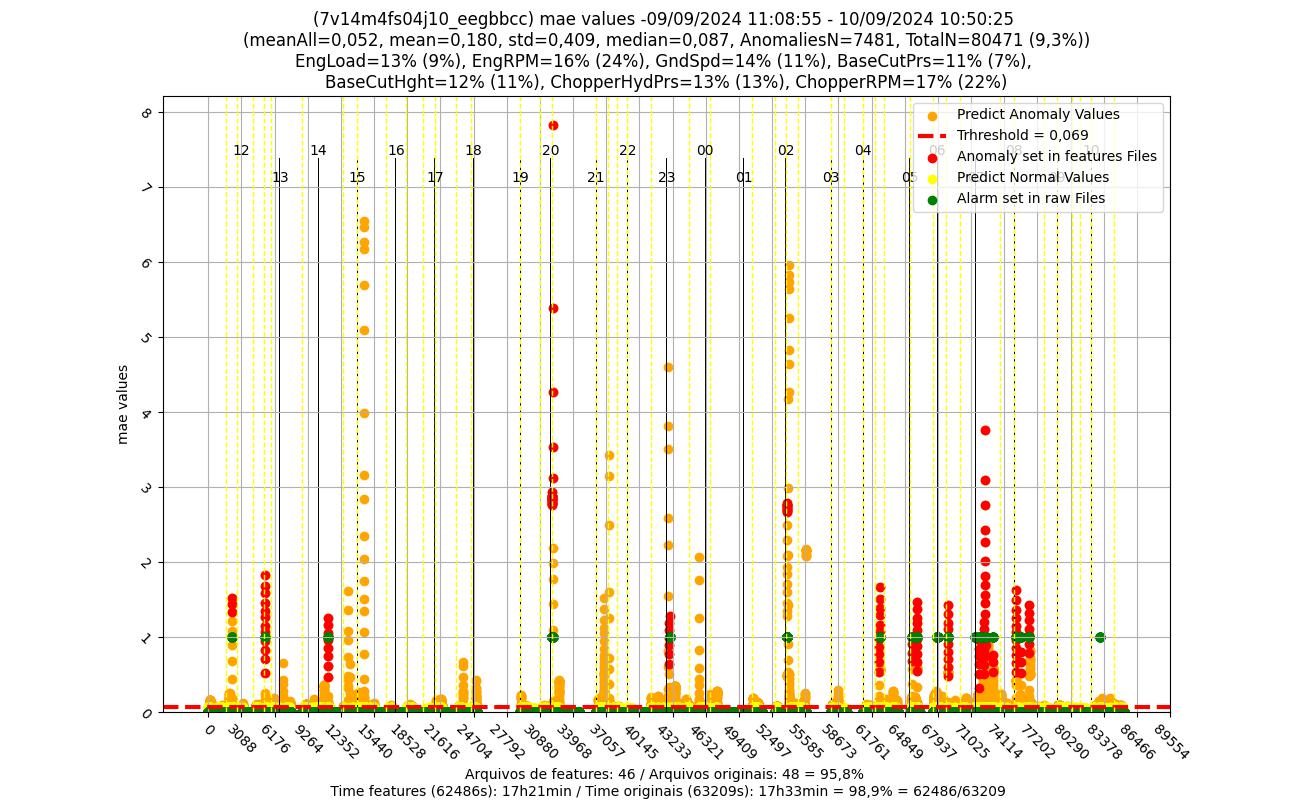 (7v14m4fs04j10_eegbbcc) mae values -09/09/2024 11:08:55 - 10/09/2024 10:50:25
(meanAll=0,052, mean=0,180, std=0,409, median=0,087, AnomaliesN=7481, TotalN=80471 (9,3%))
EngLoad=13% (9%), EngRPM=16% (24%), GndSpd=14% (11%), BaseCutPrs=11% (7%),
BaseCutHght=12% (11%), ChopperHydPrs=13% (13%), ChopperRPM=17% (22%)
Predict Anomaly Values
Trhreshold = 0,069
Anomaly set in features Files
Predict Normal Values
Alarm set in raw Files
12 14 16 18 20 22 00 02 04 06 08 10
13 15 17 19 21 23 01 03 05
8
7
6
5
4
3
2
1
0
mae values
0 3088 6176 9264 12352 15440 18528 21616 24704 27792 30880 33968 37057 40145 43233 46321 49409 52497 55585 58673 61761 64849 67937 71025 74114 77202 80290 83378 86466 89554
Arquivos de features: 46 / Arquivos originais: 48 = 95,8%
Time features (62486s): 17h21min / Time originais (63209s): 17h33min = 98,9% = 62486/63209